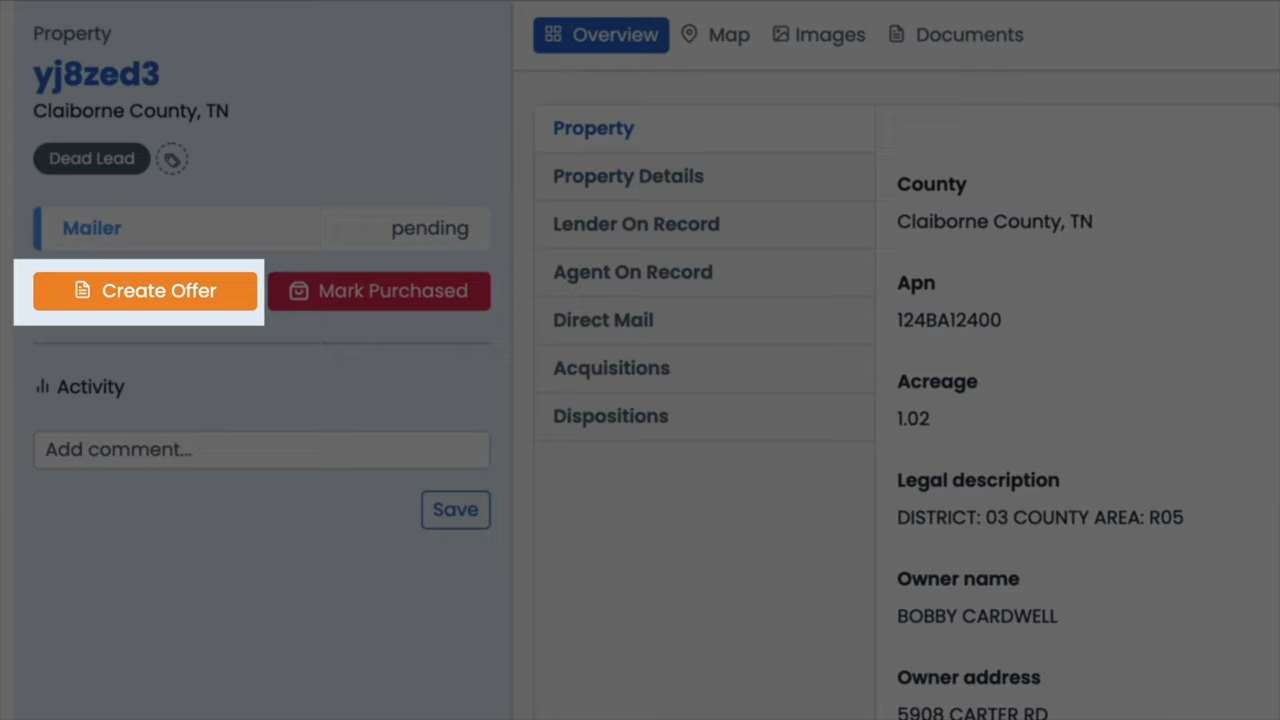 Property
yj8zed3
Claiborne County, TN
Dead Lead
Mailer pending
Create Offer Mark Purchased
Activity
Add comment...
Save
Overview Map Images Documents
Property
Property Details
Lender On Record
Agent On Record
Direct Mail
Acquisitions
Dispositions
County
Claiborne County, TN
Apn
124BA12400
Acreage
1.02
Legal description
DISTRICT: 03 COUNTY AREA: R05
Owner name
BOBBY CARDWELL
Owner address
5908 CARTER RD